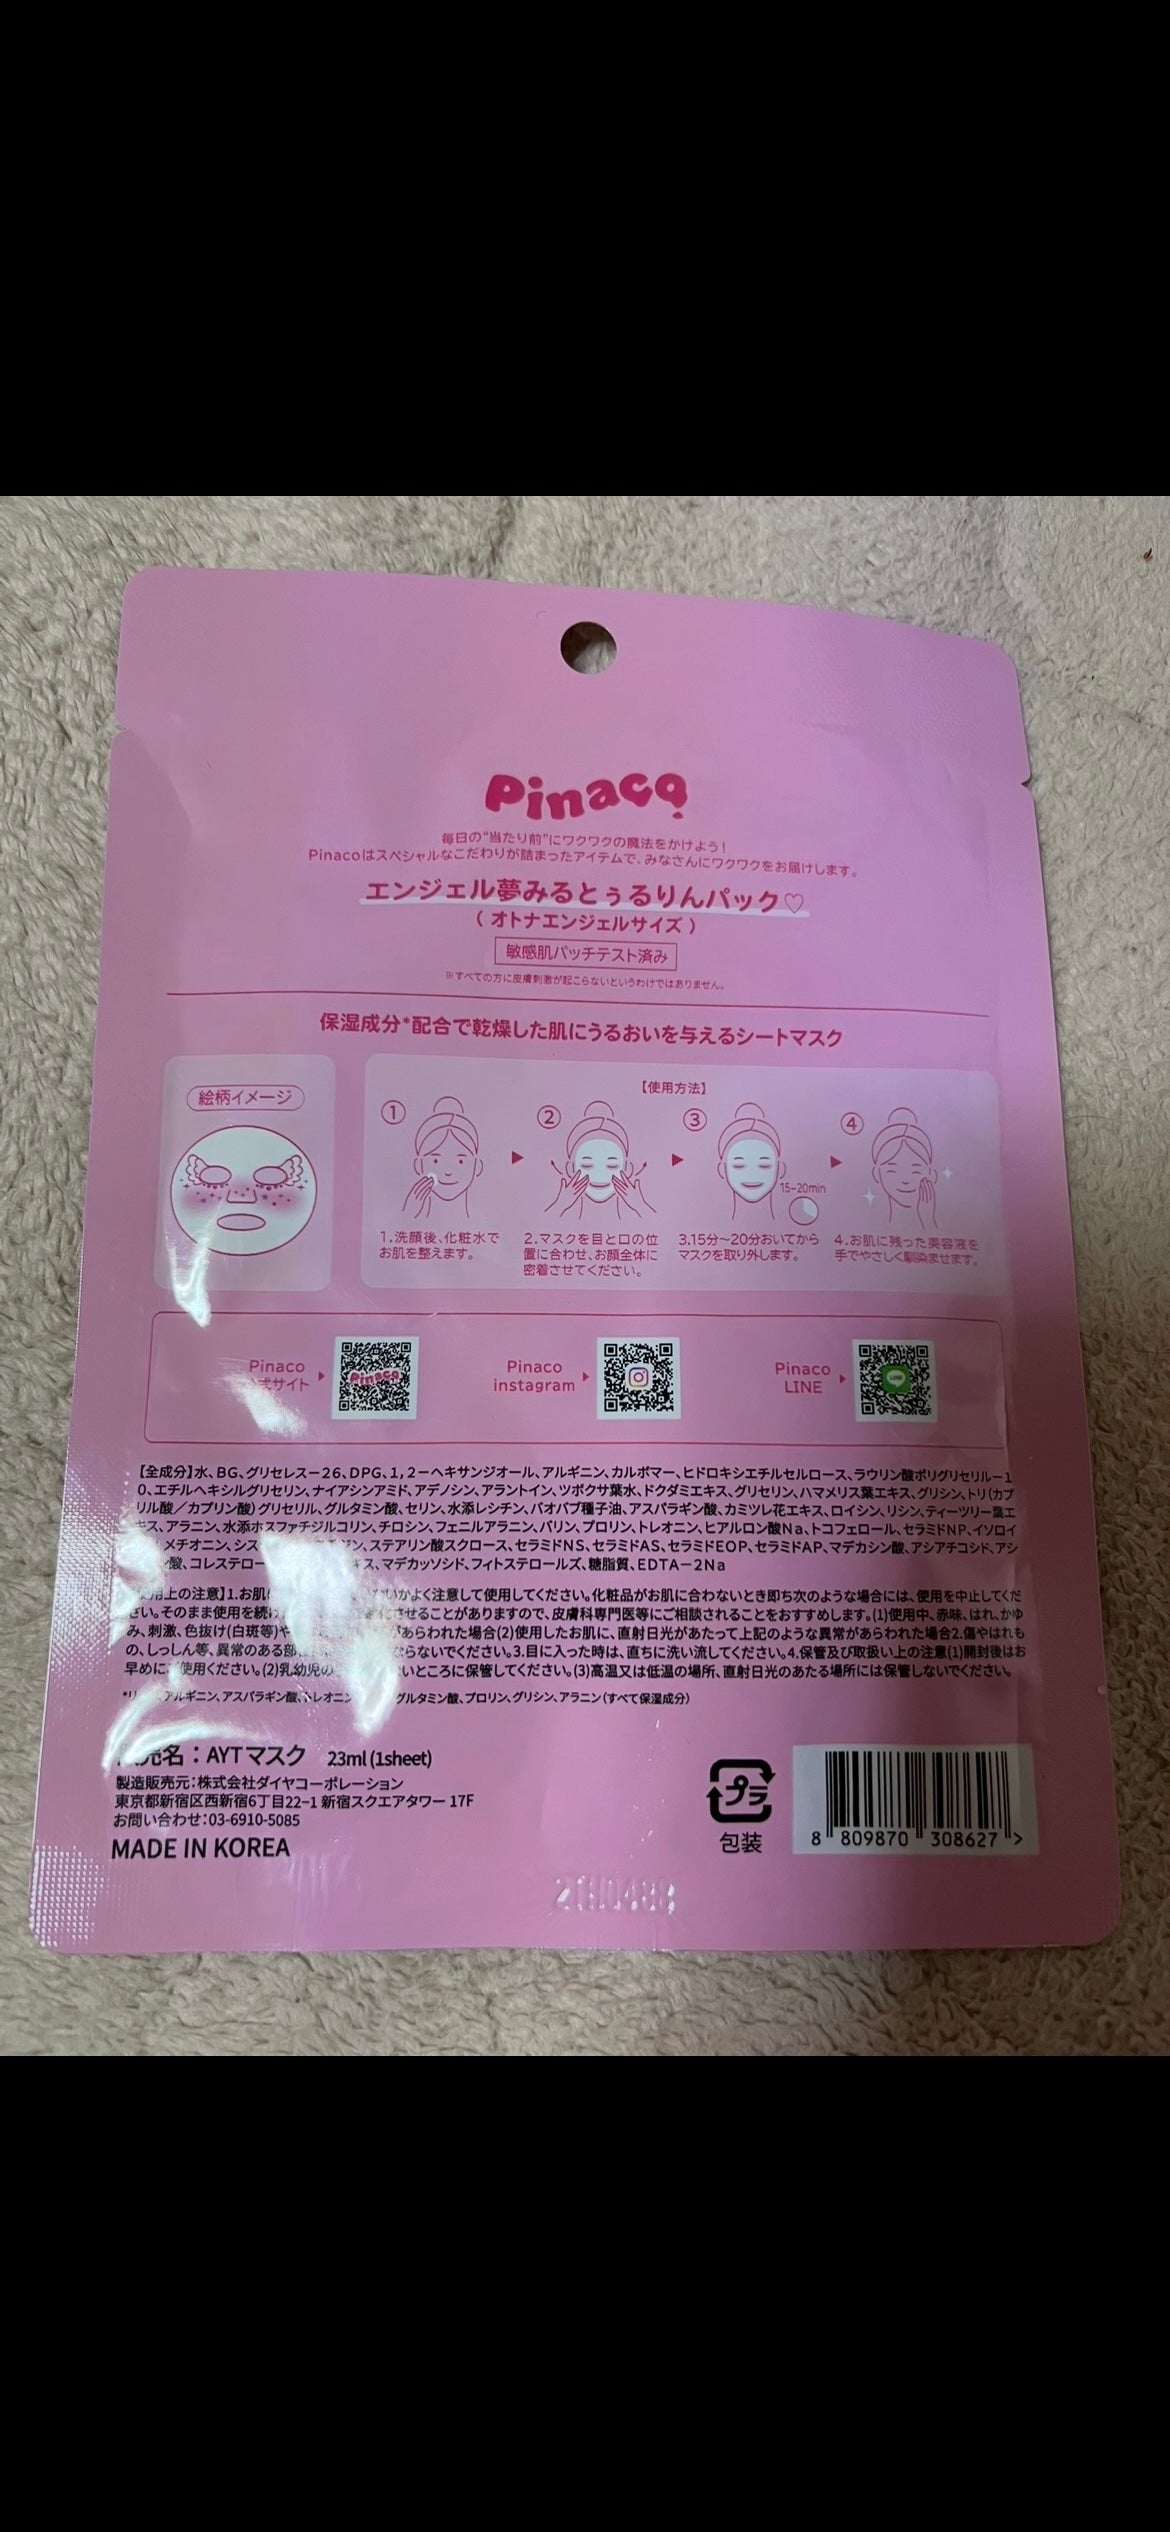 Pinaco
毎日の"当たり前"にワクワクの魔法をかけよう！
Pinacoはスペシャルなこだわりが詰まったアイテムで、みなさんにワクワクをお届けします。
エンジェル夢みるとぅるりんパック♡
（オトナエンジェルサイズ）
敏感肌パッチテスト済み
※すべての方に皮膚刺激が起こらないというわけではありません。
保湿成分*配合で乾燥した肌にうるおいを与えるシートマスク
絵柄イメージ
【使用方法】
① ② ③ ④
15-20min
1.洗顔後、化粧水で
お肌を整えます。
2.マスクを目と口の位
置に合わせ、お顔全体に
密着させてください。
3.15分～20分おいてから
マスクを取り外します。
4.お肌に残った美容液を
手でやさしく馴染ませます。
Pinaco
式サイト
Pinaco
Pinaco
instagram
Pinaco
LINE
LINE
【全成分】水、BG、グリセレス－26、DPG、1,2－ヘキサンジオール、アルギニン、カルボマー、ヒドロキシエチルセルロース、ラウリン酸ポリグリセリル－1
0、エチルヘキシルグリセリン、ナイアシンアミド、アデノシン、アラントイン、ツボクサ葉水、ドクダミエキス、グリセリン、ハマメリス葉エキス、グリシン、トリ（カプ
リル酸／カプリン酸）グリセリル、グルタミン酸、セリン、水添レシチン、バオバブ種子油、アスパラギン酸、カミツレ花エキス、ロイシン、リシン、ティーツリー葉エ
キス、アラニン、水添ホスファチジルコリン、チロシン、フェニルアラニン、バリン、プロリン、トレオニン、ヒアルロン酸Na、トコフェロール、セラミドNP、イソロイ
メチオニン、シス ジン、ステアリン酸スクロース、セラミドNS、セラミドAS、セラミドEOP、セラミドAP、マデカシン酸、アシアチコシド、アシ
酸、コレステロー キス、マデカッソシド、フィトステロールズ、糖脂質、EDTA－2Na
用上の注意】1.お肌 いかよく注意して使用してください。化粧品がお肌に合わないとき即ち次のような場合には、使用を中止してくだ
さい。そのまま使用を続け 化させることがありますので、皮膚科専門医等にご相談されることをおすすめします。(1)使用中、赤味、はれ、かゆ
み、刺激、色抜け(白斑等)や があらわれた場合(2)使用したお肌に、直射日光があたって上記のような異常があらわれた場合2.傷やはれも
の、しっしん等、異常のある部 ならないでください。3.目に入った時は、直ちに洗い流してください。4.保管及び取扱い上の注意(1)開封後はお
早めに 使用ください。(2)乳幼児の いところに保管してください。(3)高温又は低温の場所、直射日光のあたる場所には保管しないでください。
アルギニン、アスパラギン酸、トレオニン グルタミン酸、プロリン、グリシン、アラニン（すべて保湿成分）
売名：AYTマスク 23ml (1sheet)
製造販売元：株式会社ダイヤコーポレーション
東京都新宿区西新宿6丁目22-1 新宿スクエアタワー 17F
お問い合わせ：03-6910-5085
MADE IN KOREA
プラ
包装
8 809870 308627 >